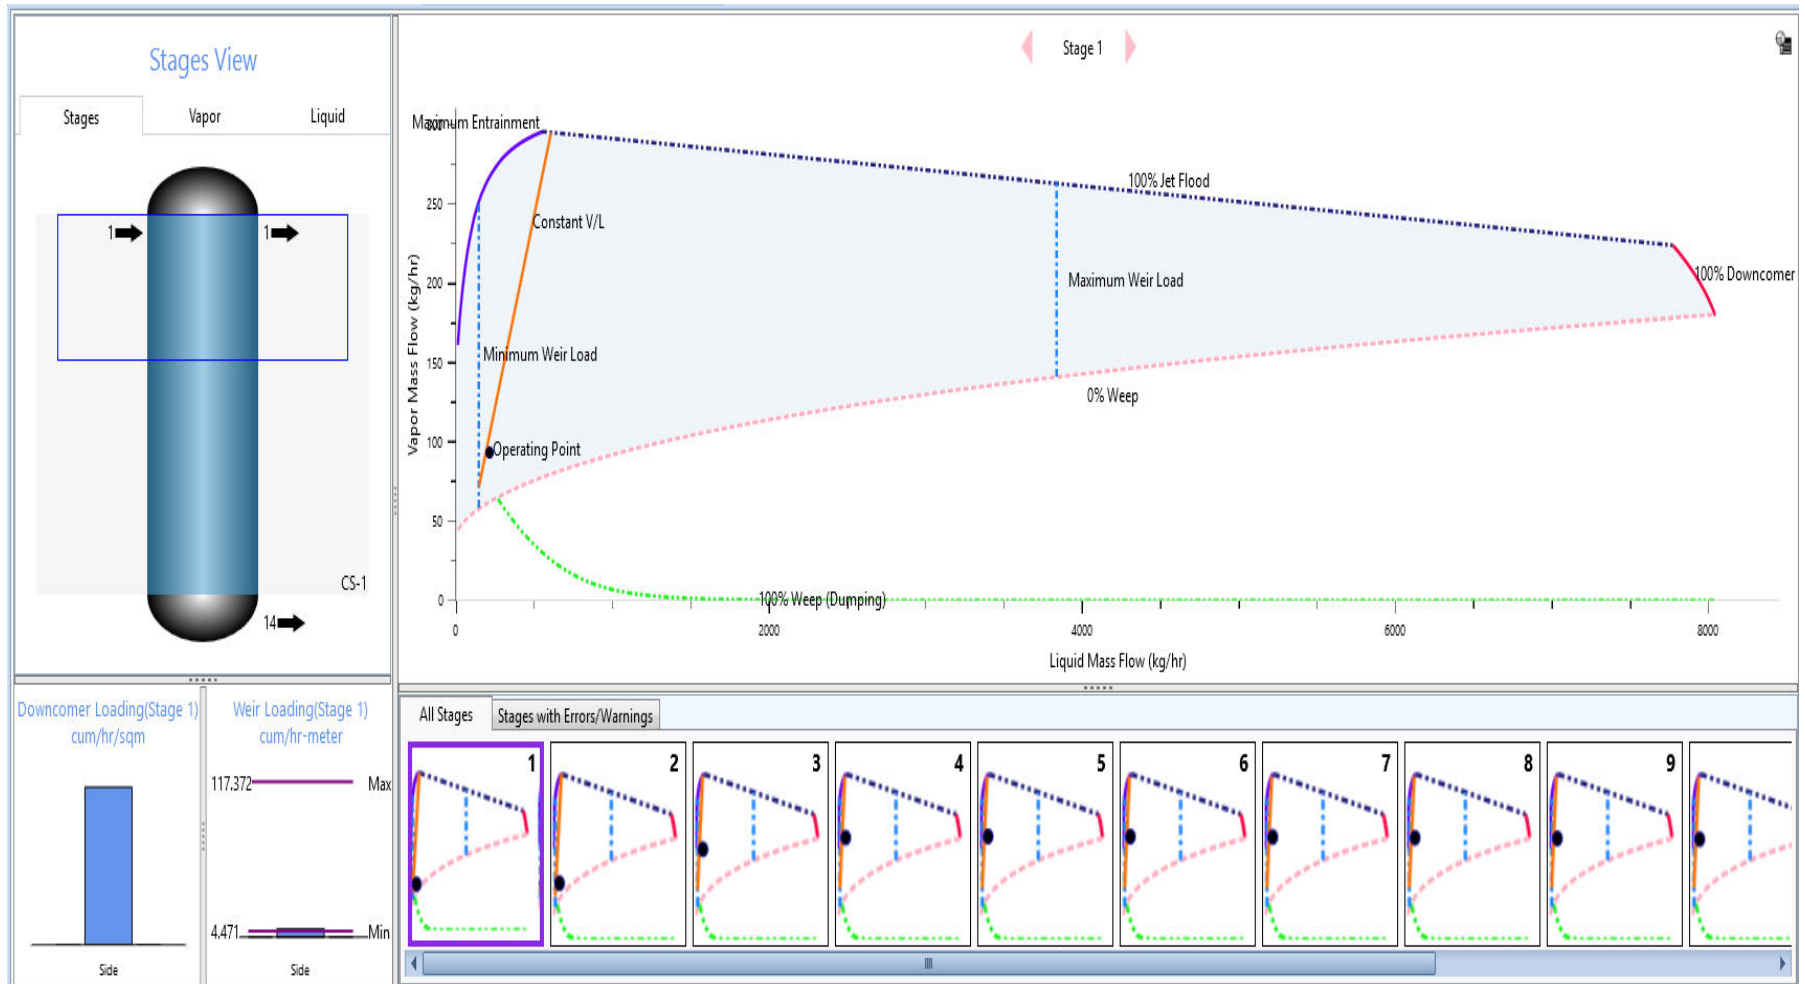 Stages View
Stages
Vapor
Liquid
1
1
CS-1
14
Downcomer Loading(Stage 1)
cum/hr/sqm
Side
Weir Loading(Stage 1)
cum/hr-meter
117.372
Max
4.471
Min
Side
Stage 1
Maximum Entrainment
100% Jet Flood
Constant V/L
100% Downcomer
Maximum Weir Load
Minimum Weir Load
0% Weep
Operating Point
100% Weep (Dumping)
Vapor Mass Flow (kg/hr)
250
200
150
100
50
0
0
2000
4000
6000
8000
Liquid Mass Flow (kg/hr)
All Stages
Stages with Errors/Warnings
1
2
3
4
5
6
7
8
9